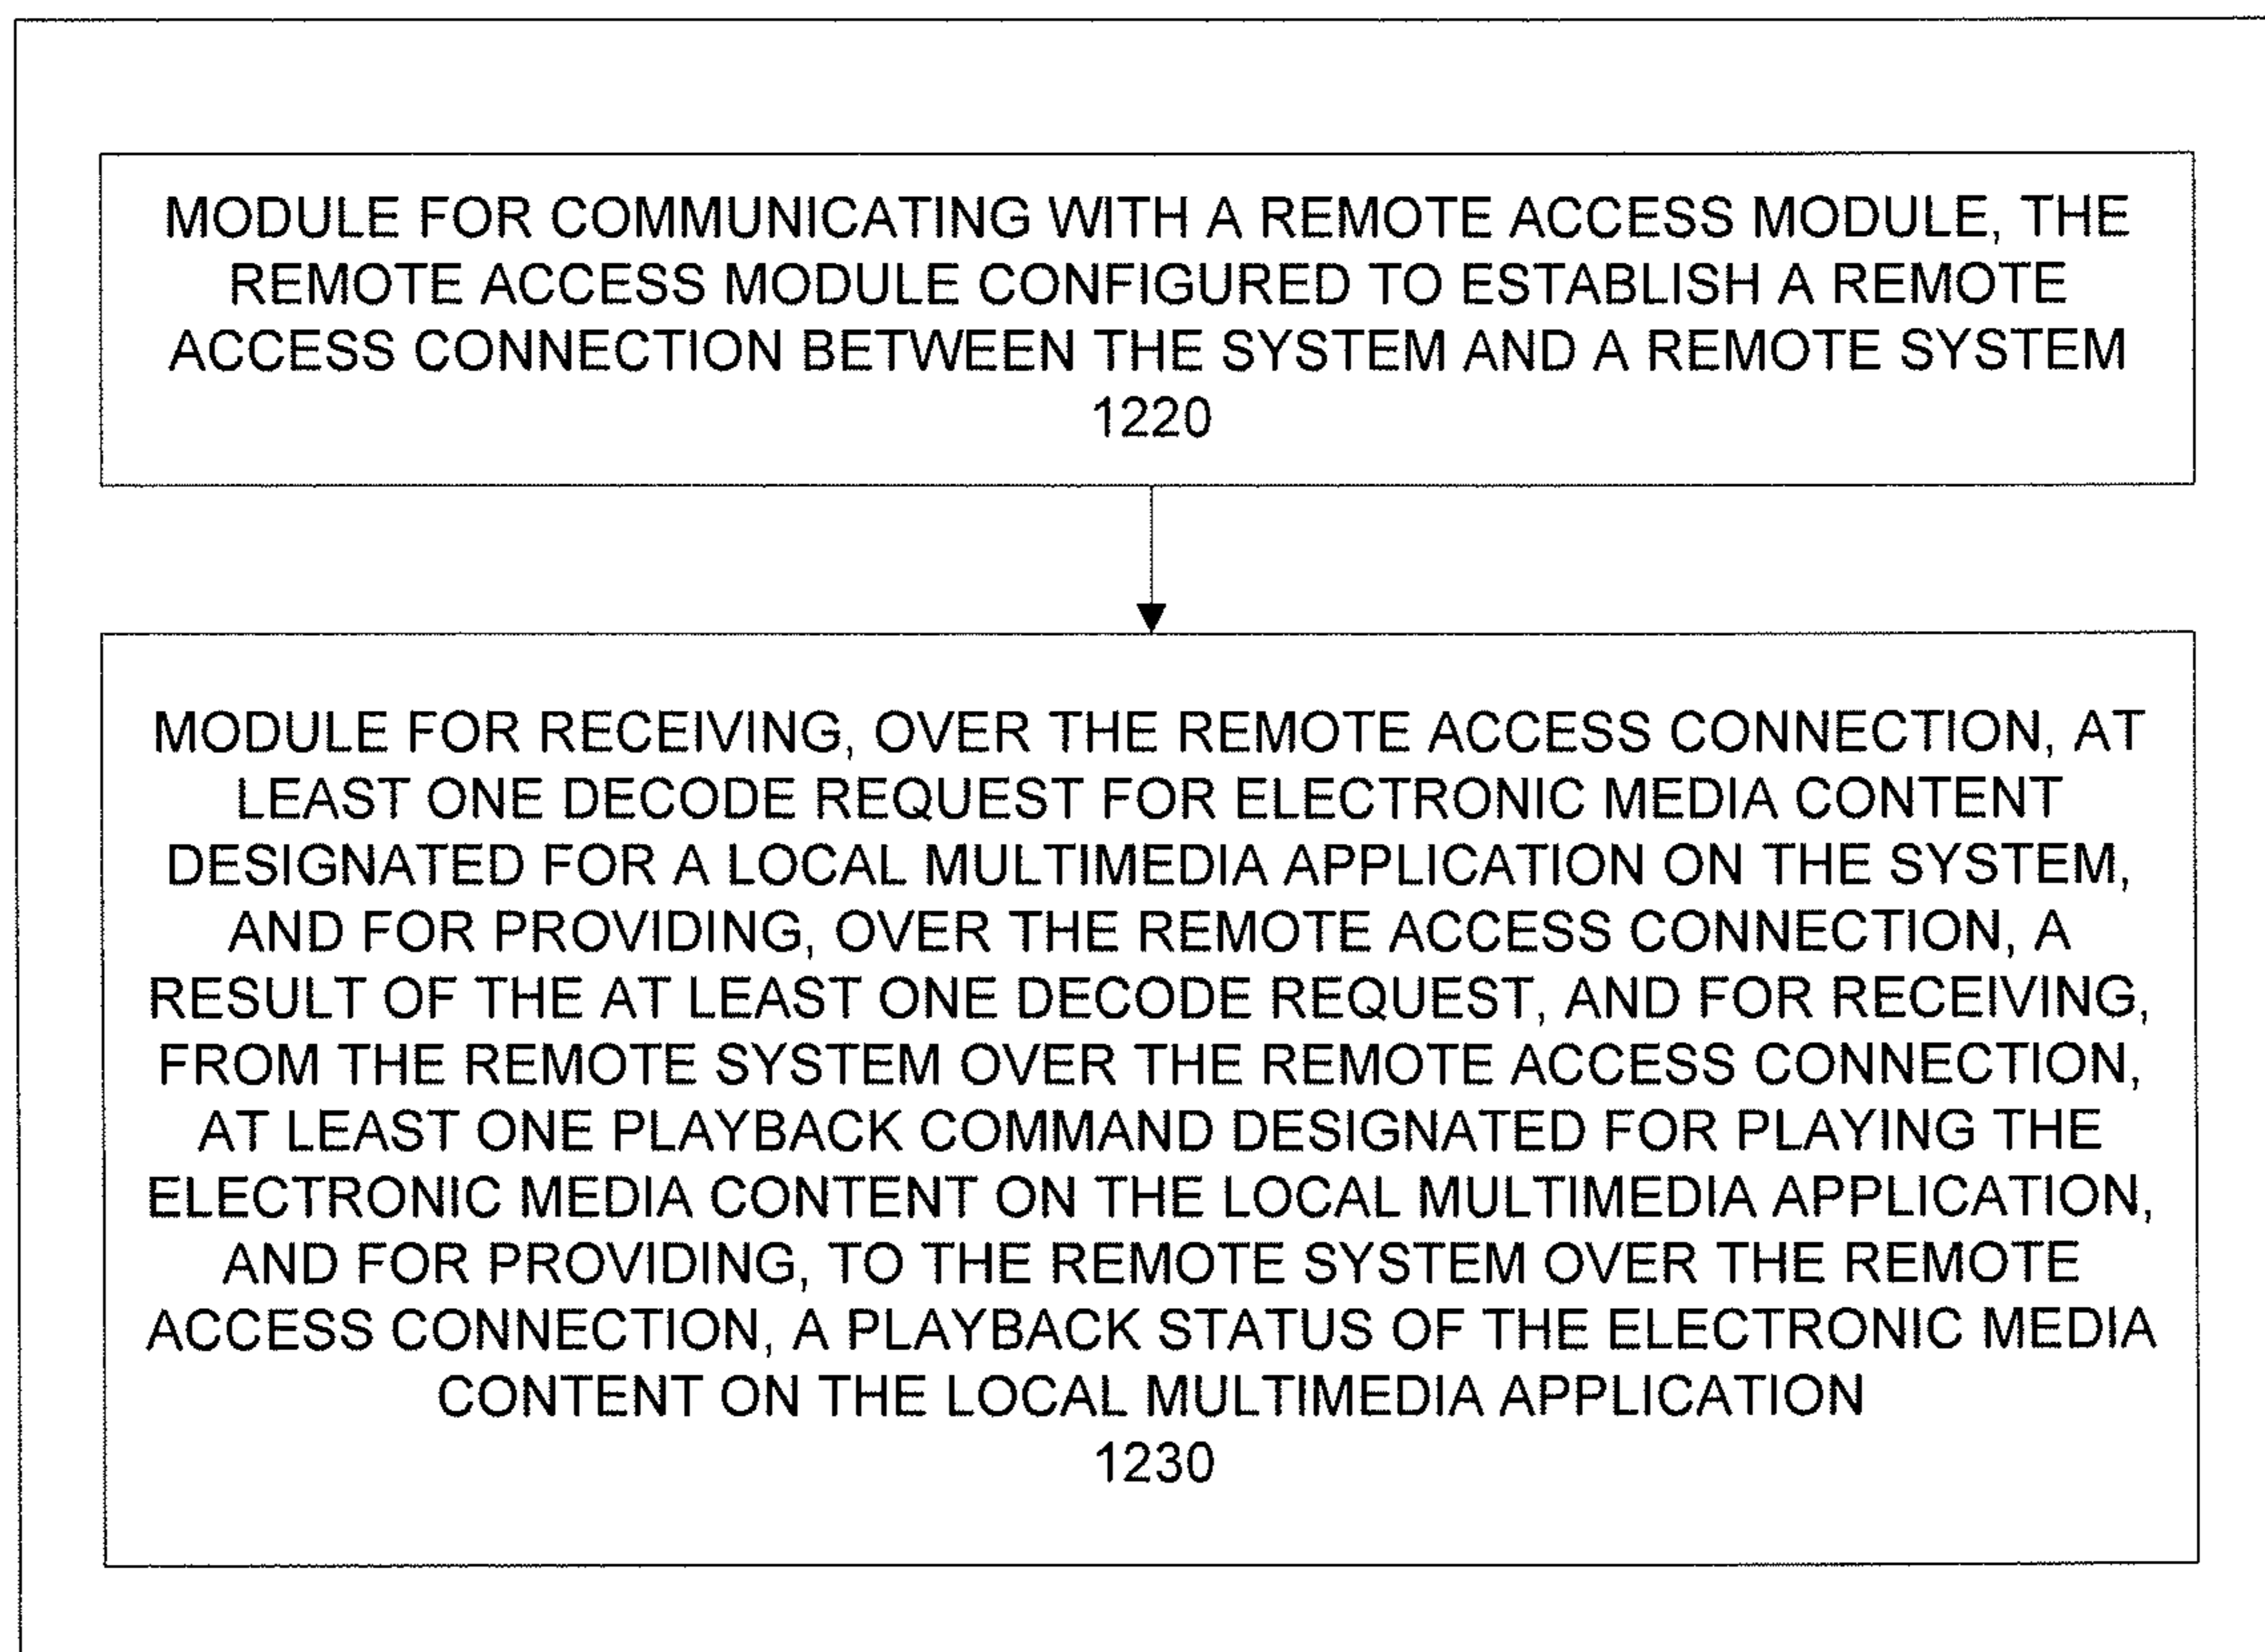 MODULE FOR COMMUNICATING WITH A REMOTE ACCESS MODULE, THE
REMOTE ACCESS MODULE CONFIGURED TO ESTABLISH A REMOTE
ACCESS CONNECTION BETWEEN THE SYSTEM AND A REMOTE SYSTEM
1220
MODULE FOR RECEIVING, OVER THE REMOTE ACCESS CONNECTION, AT
LEAST ONE DECODE REQUEST FOR ELECTRONIC MEDIA CONTENT
DESIGNATED FOR A LOCAL MULTIMEDIA APPLICATION ON THE SYSTEM,
AND FOR PROVIDING, OVER THE REMOTE ACCESS CONNECTION, A
RESULT OF THE AT LEAST ONE DECODE REQUEST, AND FOR RECEIVING,
FROM THE REMOTE SYSTEM OVER THE REMOTE ACCESS CONNECTION,
AT LEAST ONE PLAYBACK COMMAND DESIGNATED FOR PLAYING THE
ELECTRONIC MEDIA CONTENT ON THE LOCAL MULTIMEDIA APPLICATION,
AND FOR PROVIDING, TO THE REMOTE SYSTEM OVER THE REMOTE
ACCESS CONNECTION, A PLAYBACK STATUS OF THE ELECTRONIC MEDIA
CONTENT ON THE LOCAL MULTIMEDIA APPLICATION
1230